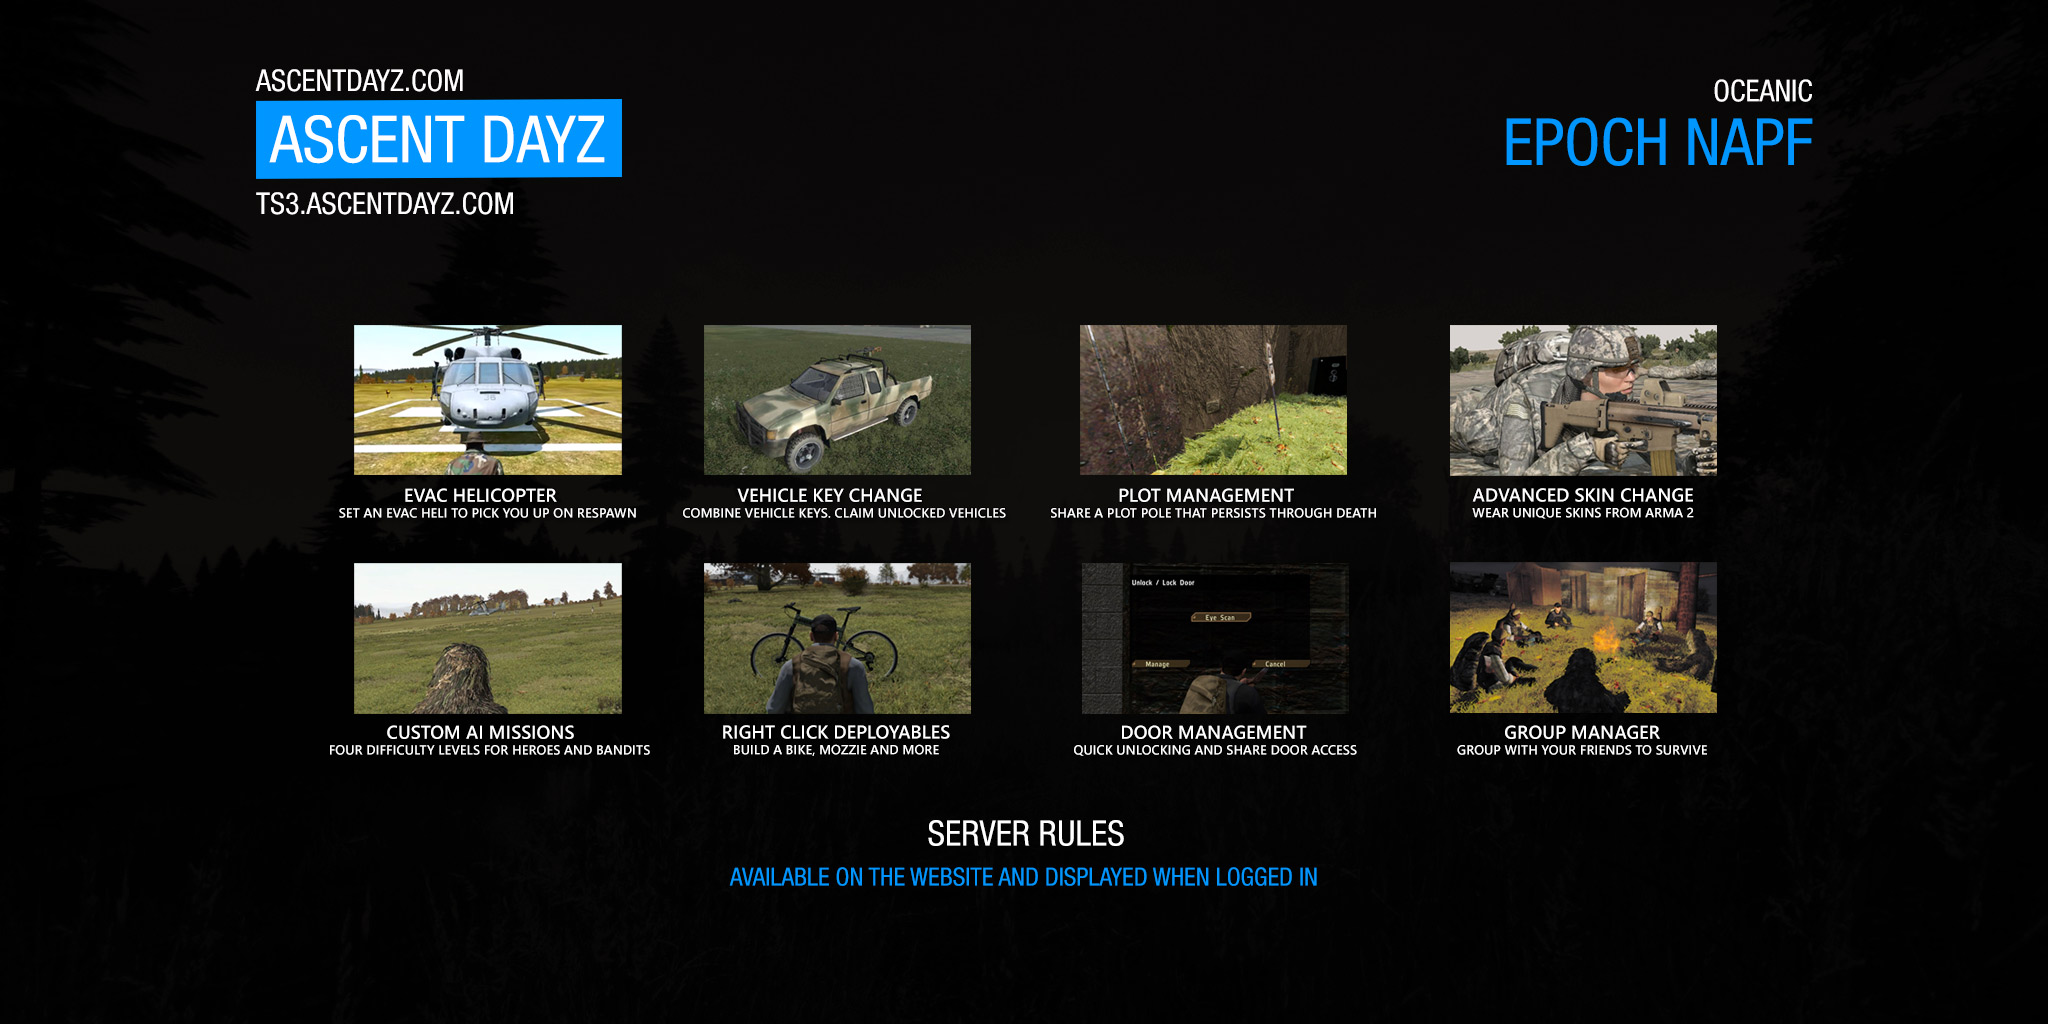 ASCENTDAYZ.COM
ASCENT DAYZ
TS3.ASCENTDAYZ.COM
OCEANIC
EPOCH NAPF
EVAC HELICOPTER
SET AN EVAC HELI TO PICK YOU UP ON RESPAWN
VEHICLE KEY CHANGE
COMBINE VEHICLE KEYS. CLAIM UNLOCKED VEHICLES
PLOT MANAGEMENT
SHARE A PLOT POLE THAT PERSISTS THROUGH DEATH
ADVANCED SKIN CHANGE
WEAR UNIQUE SKINS FROM ARMA 2
Unlock / Lock Door
Eye Scan
Manage
Cancel
CUSTOM AI MISSIONS
FOUR DIFFICULTY LEVELS FOR HEROES AND BANDITS
RIGHT CLICK DEPLOYABLES
BUILD A BIKE, MOZZIE AND MORE
DOOR MANAGEMENT
QUICK UNLOCKING AND SHARE DOOR ACCESS
GROUP MANAGER
GROUP WITH YOUR FRIENDS TO SURVIVE
SERVER RULES
AVAILABLE ON THE WEBSITE AND DISPLAYED WHEN LOGGED IN